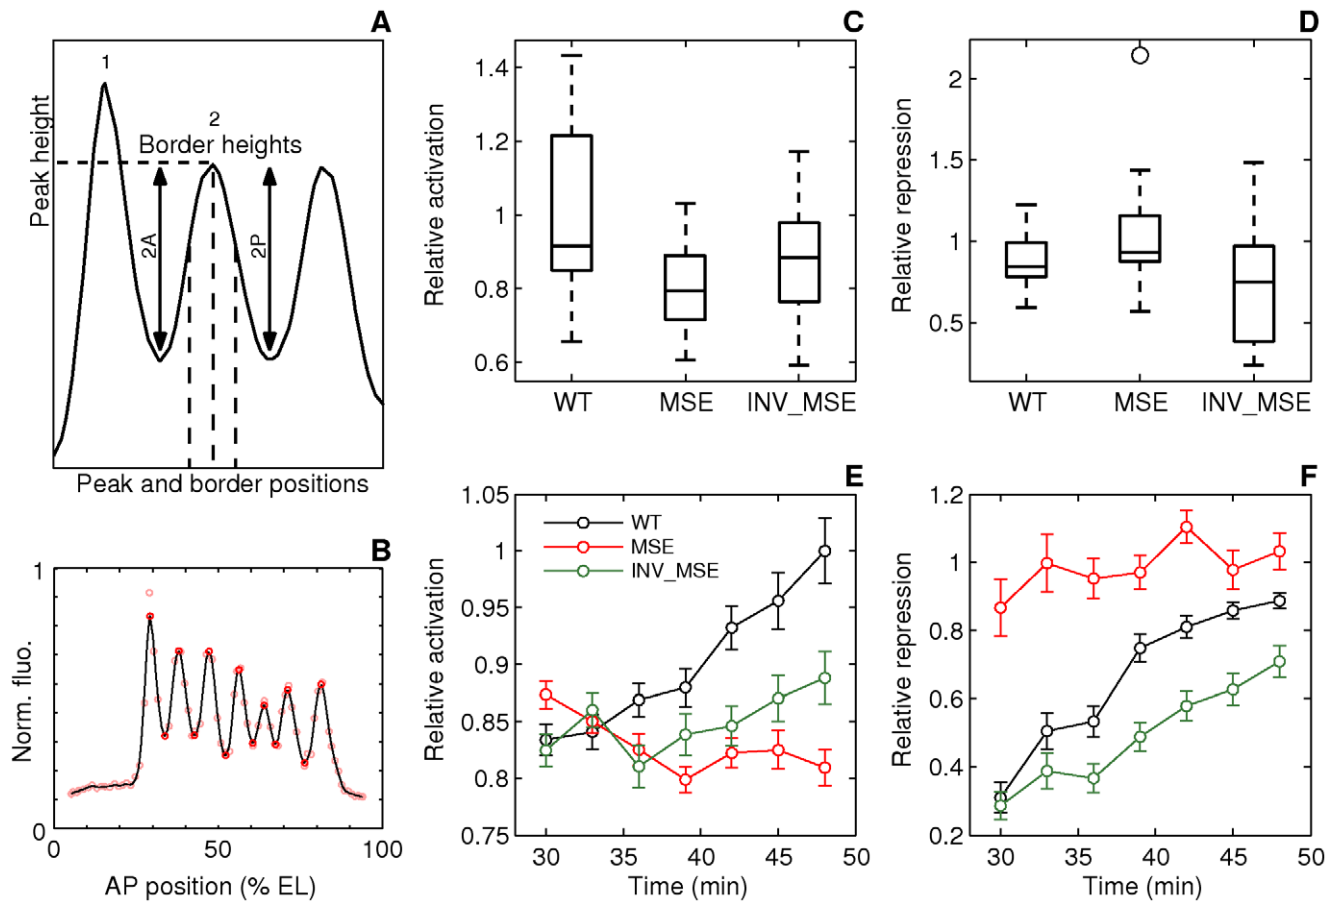 A
1
2
Border heights
Peak height
2A
2P
Peak and border positions
B
1
Norm. fluo.
0
0 50 100
AP position (% EL)
C
1.4
1.2
1
0.8
0.6
Relative activation
WT MSE INV_MSE
D
2
1.5
1
0.5
Relative repression
WT MSE INV_MSE
E
1.05
1
0.95
0.9
0.85
0.8
0.75
Relative activation
WT
MSE
INV_MSE
30 35 40 45 50
Time (min)
F
1.2
1
0.8
0.6
0.4
0.2
Relative repression
30 35 40 45 50
Time (min)